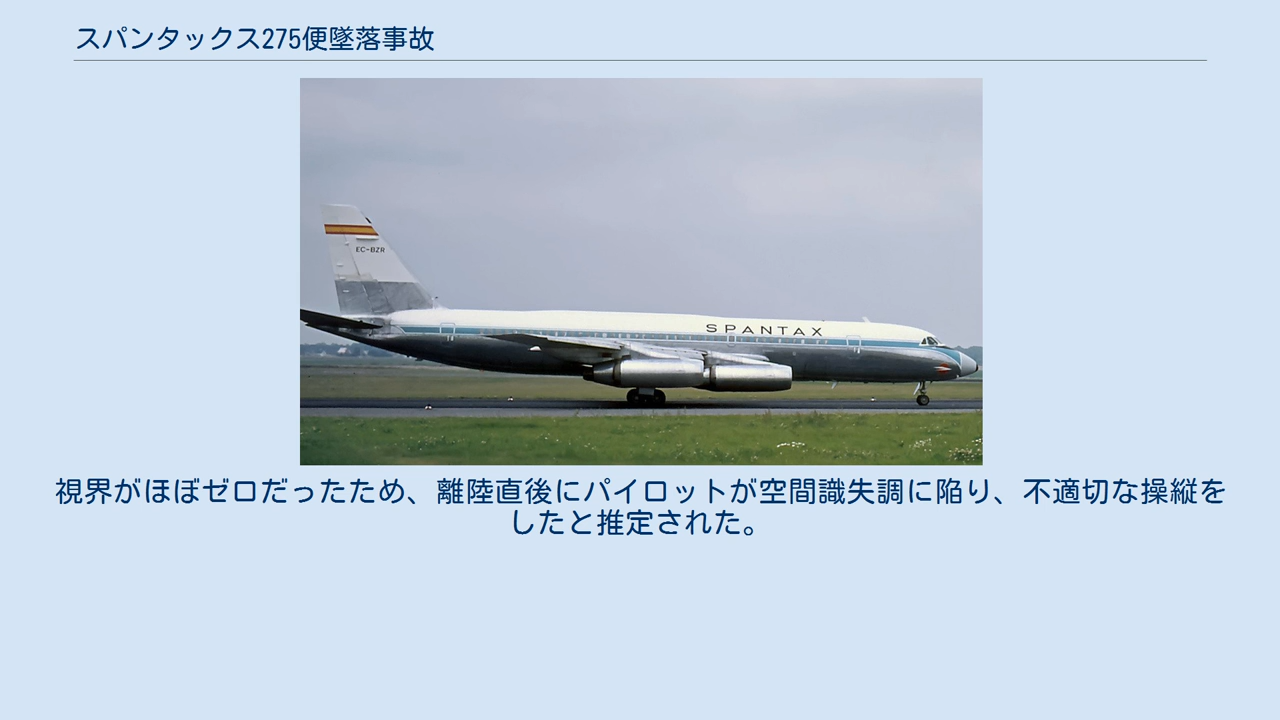 スパンタックス275便墜落事故
EC-BZR
SPANTAX
視界がほぼゼロだったため、離陸直後にパイロットが空間識失調に陥り、不適切な操縦を
したと推定された。